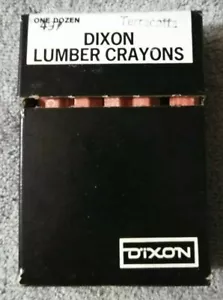 ONE DOZEN
Terracotta
DIXON
LUMBER CRAYONS
DIXON